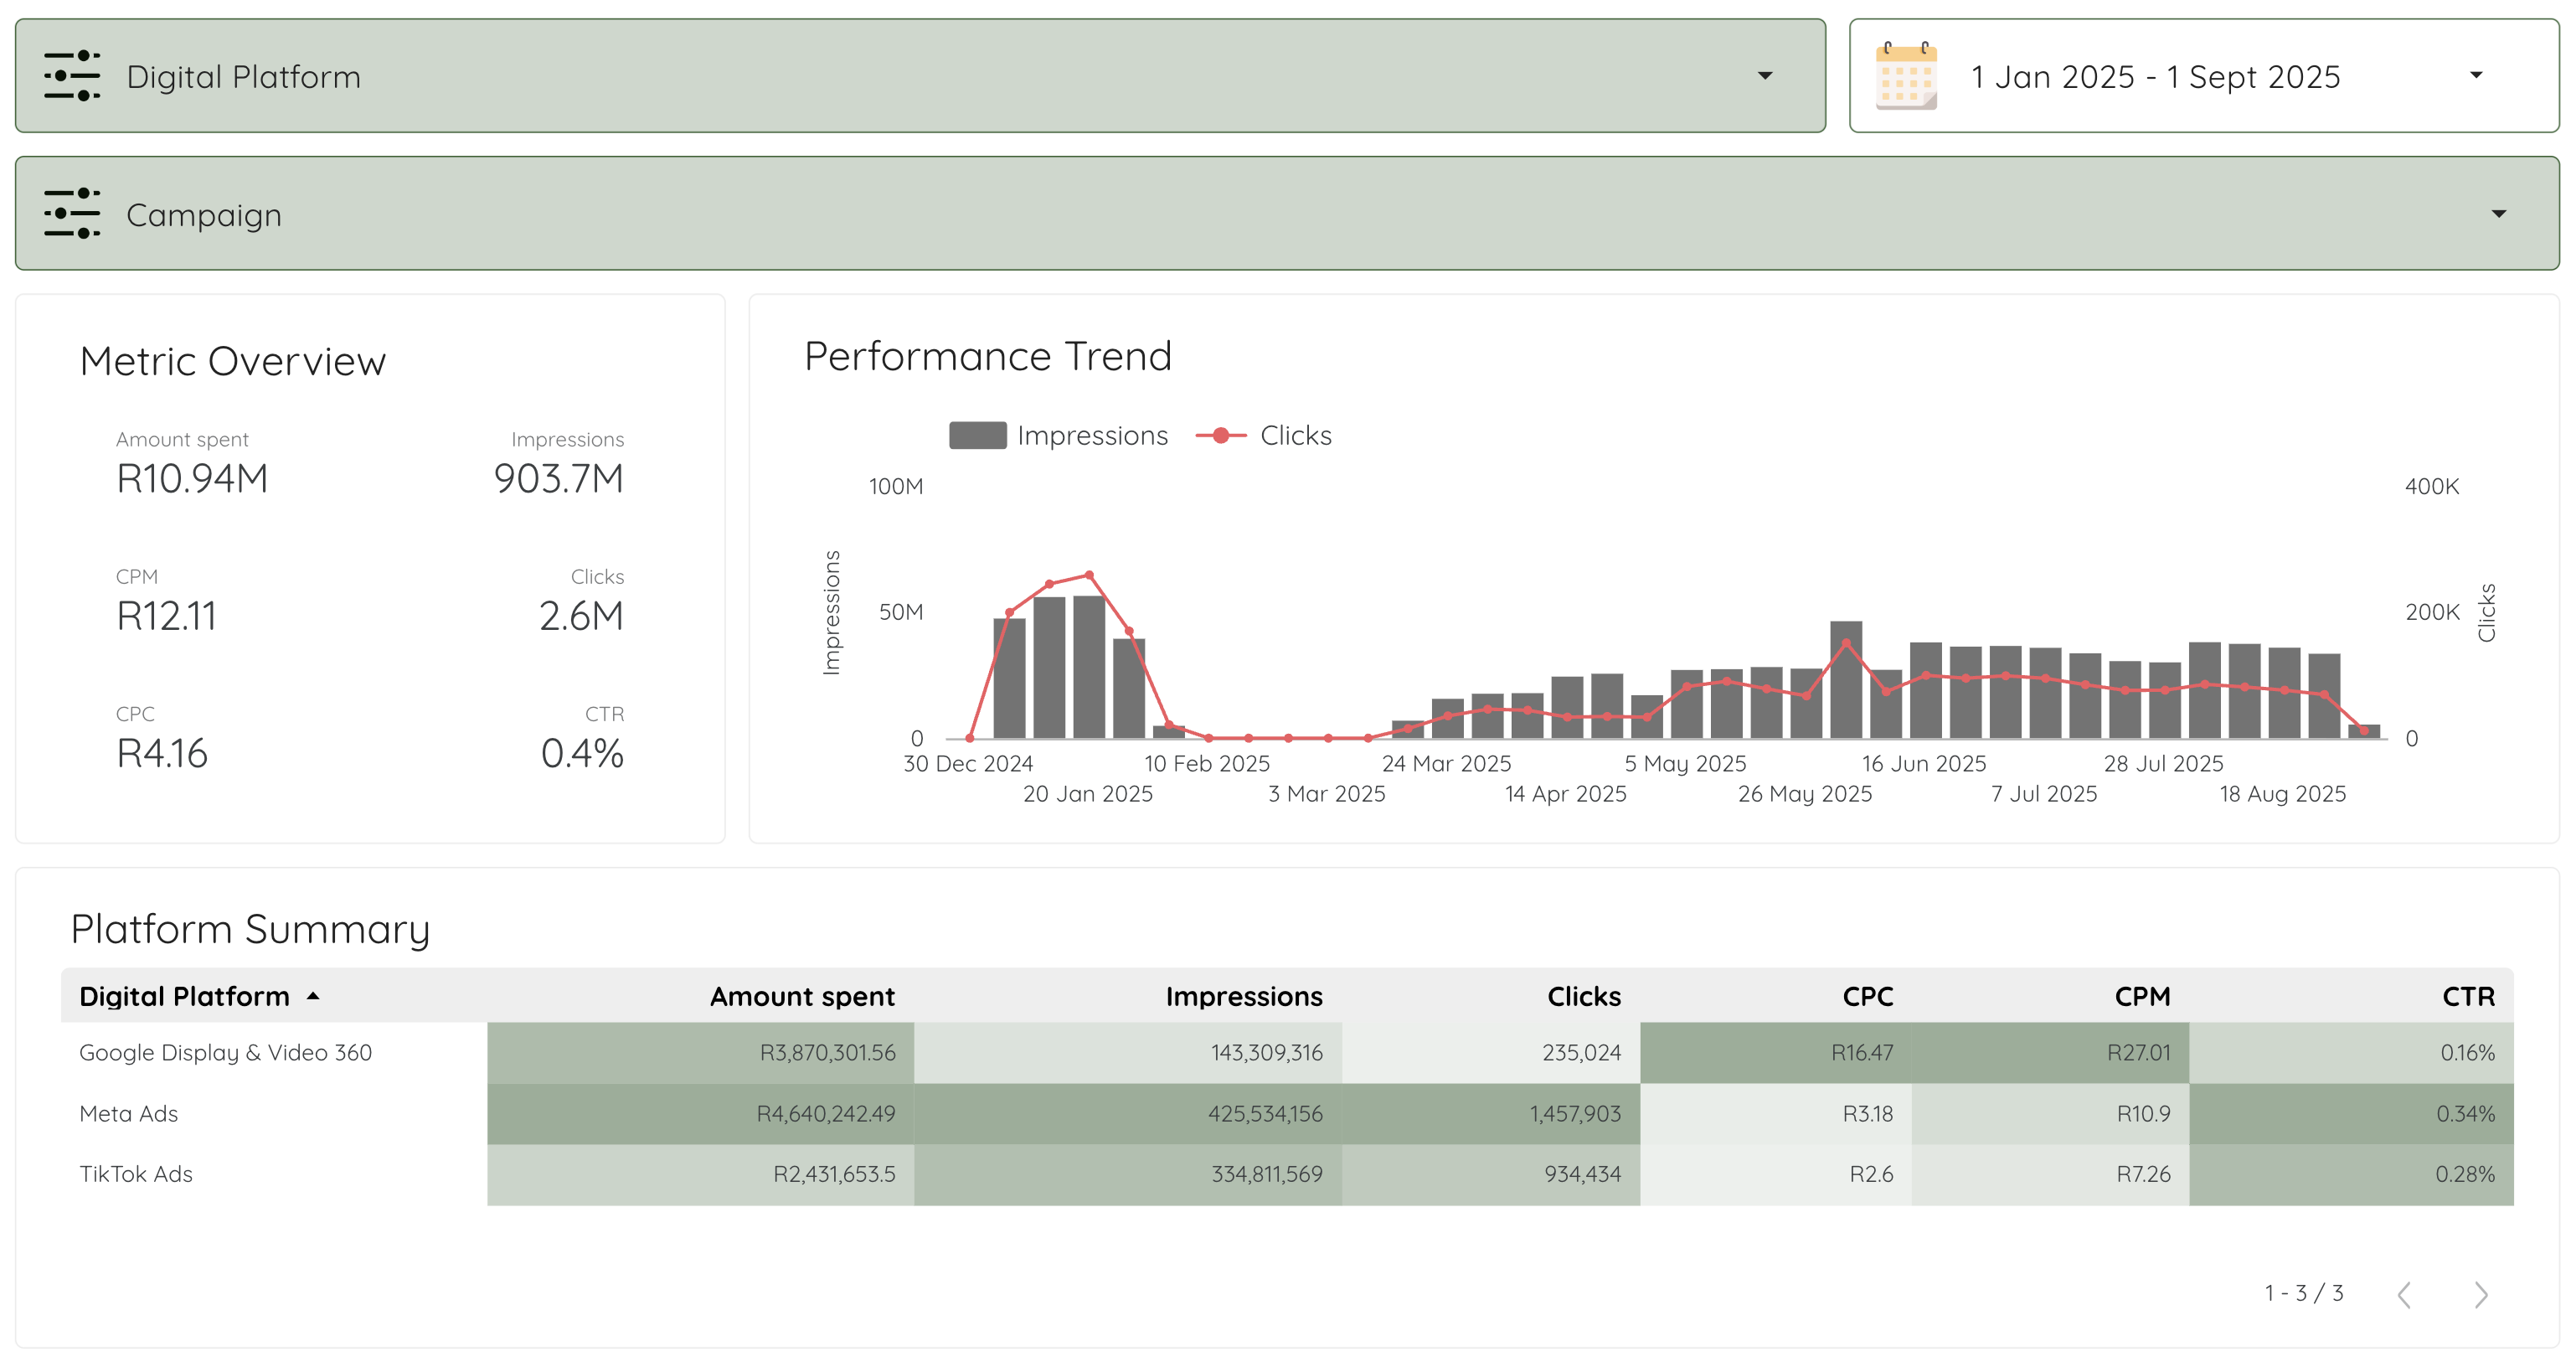 Digital Platform
1 Jan 2025 - 1 Sept 2025
Campaign
Metric Overview
Amount spent
R10.94M
Impressions
903.7M
CPM
R12.11
Clicks
2.6M
CPC
R4.16
CTR
0.4%
Performance Trend
Impressions Clicks
100M
50M
0
Impressions
400K
200K
0
Clicks
30 Dec 2024 10 Feb 2025 24 Mar 2025 5 May 2025 16 Jun 2025 28 Jul 2025
20 Jan 2025 3 Mar 2025 14 Apr 2025 26 May 2025 7 Jul 2025 18 Aug 2025
Platform Summary
Digital Platform Amount spent Impressions Clicks CPC CPM CTR
Google Display & Video 360 R3,870,301.56 143,309,316 235,024 R16.47 R27.01 0.16%
Meta Ads R4,640,242.49 425,534,156 1,457,903 R3.18 R10.9 0.34%
TikTok Ads R2,431,653.5 334,811,569 934,434 R2.6 R7.26 0.28%
1 - 3 / 3